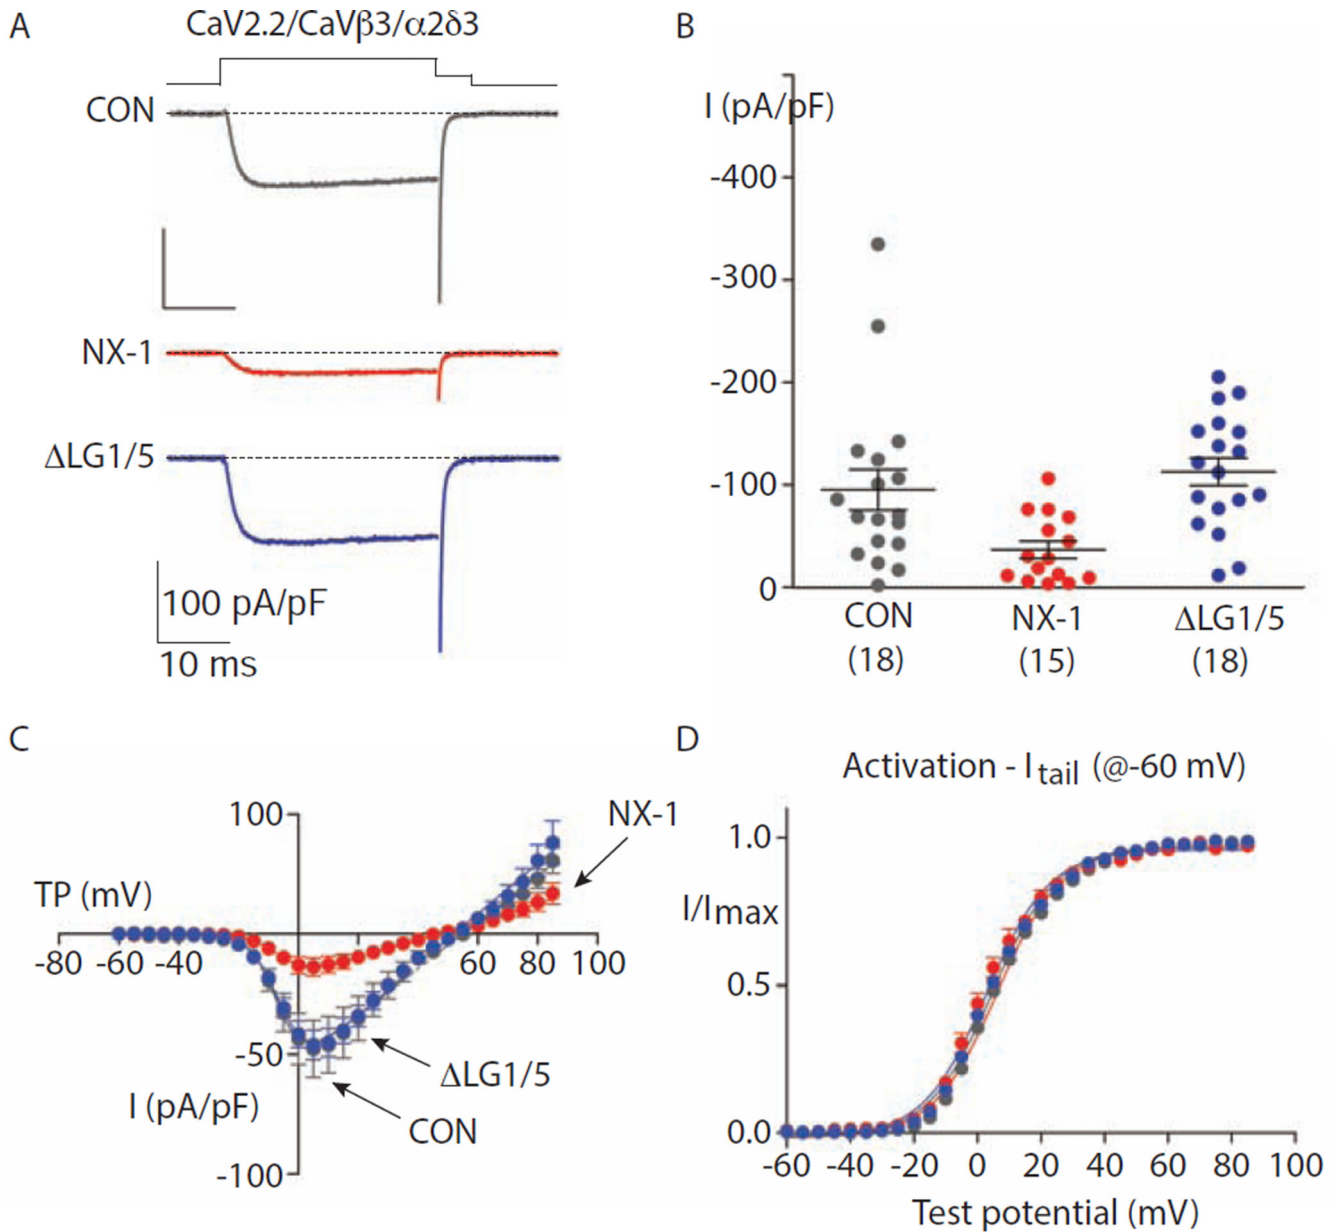 A
CaV2.2/CaVβ3/α2δ3
CON
NX-1
ΔLG1/5
100 pA/pF
10 ms
B
I (pA/pF)
-400
-300
-200
-100
0
CON NX-1 ΔLG1/5
(18) (15) (18)
C
100
NX-1
TP (mV)
-80 -60 -40 60 80 100
-50
ΔLG1/5
I (pA/pF)
CON
-100
D
Activation - Itail (@-60 mV)
1.0
I/Imax
0.5
0.0
-60 -40 -20 0 20 40 60 80 100
Test potential (mV)